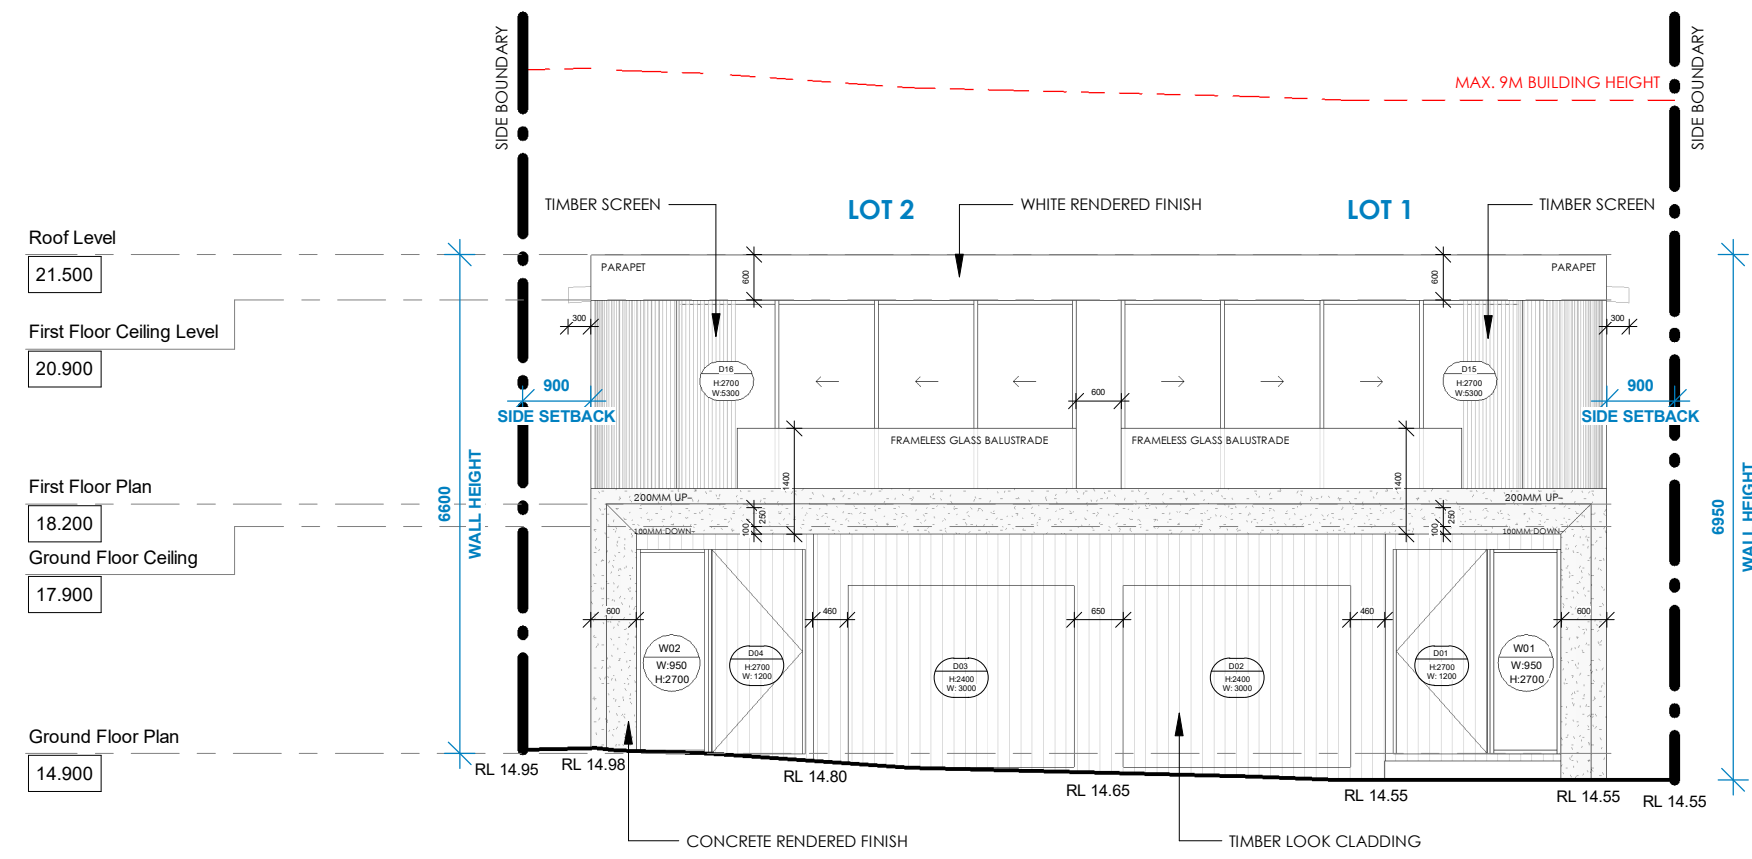 SIDE BOUNDARY
SIDE BOUNDARY
MAX. 9M BUILDING HEIGHT
TIMBER SCREEN
LOT 2
WHITE RENDERED FINISH
LOT 1
TIMBER SCREEN
Roof Level
21.500
PARAPET
600
600
PARAPET
First Floor Ceiling Level
20.900
300
300
D16
H:2700
W:5300
D15
H:2700
W:5300
900
SIDE SETBACK
600
900
SIDE SETBACK
FRAMELESS GLASS BALUSTRADE
FRAMELESS GLASS BALUSTRADE
1400
1400
6600
WALL HEIGHT
6950
WALL HEIGHT
First Floor Plan
18.200
200MM UP
200MM UP
250
100
250
100
100MM DOWN
100MM DOWN
Ground Floor Ceiling
17.900
600
460
650
460
600
W02
W:950
H:2700
D04
H:2700
W: 1200
D03
H:2400
W: 3000
D02
H:2400
W: 3000
D01
H:2700
W: 1200
W01
W:950
H:2700
Ground Floor Plan
14.900
RL 14.95
RL 14.98
RL 14.80
RL 14.65
RL 14.55
RL 14.55
RL 14.55
CONCRETE RENDERED FINISH
TIMBER LOOK CLADDING